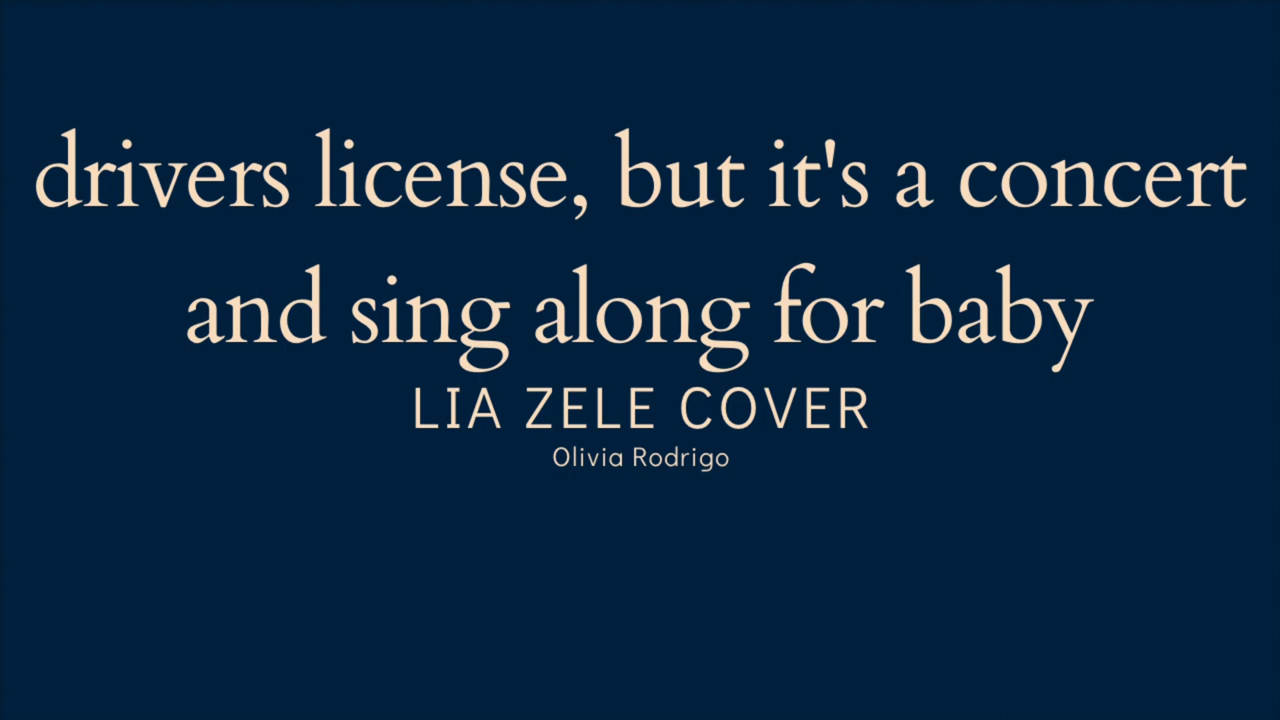 drivers license, but it's a concert
and sing along for baby
LIA ZELE COVER
Olivia Rodrigo